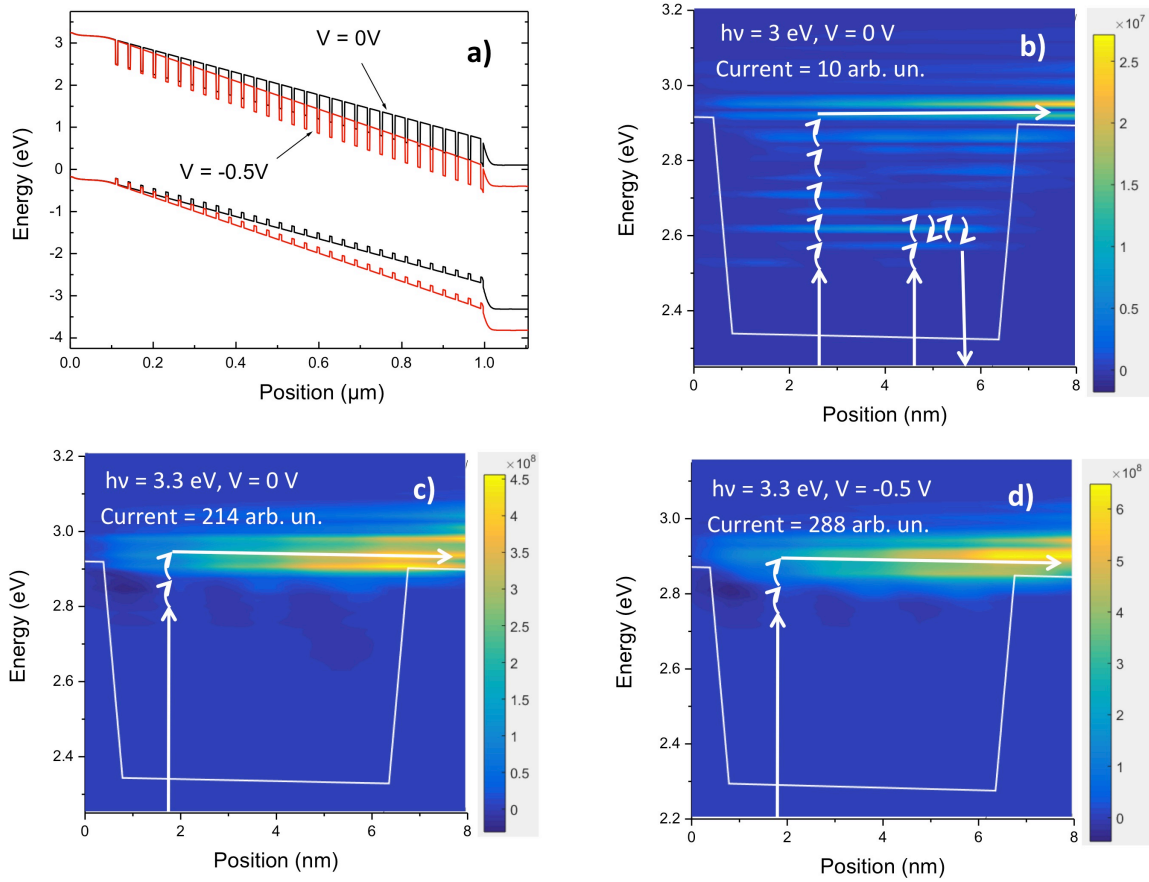 a)
V = 0V
V = -0.5V
Energy (eV)
3
2
1
0
-1
-2
-3
-4
0.0 0.2 0.4 0.6 0.8 1.0
Position (µm)
b)
hν = 3 eV, V = 0 V
Current = 10 arb. un.
Energy (eV)
3.2
3.0
2.8
2.6
2.4
0 2 4 6 8
Position (nm)
×10⁷
2.5
2
1.5
1
0.5
0
c)
hν = 3.3 eV, V = 0 V
Current = 214 arb. un.
Energy (eV)
3.2
3.0
2.8
2.6
2.4
0 2 4 6 8
Position (nm)
×10⁸
4.5
4
3.5
3
2.5
2
1.5
1
0.5
0
d)
hν = 3.3 eV, V = -0.5 V
Current = 288 arb. un.
Energy (eV)
3.0
2.8
2.6
2.4
2.2
0 2 4 6 8
Position (nm)
×10⁸
6
5
4
3
2
1
0